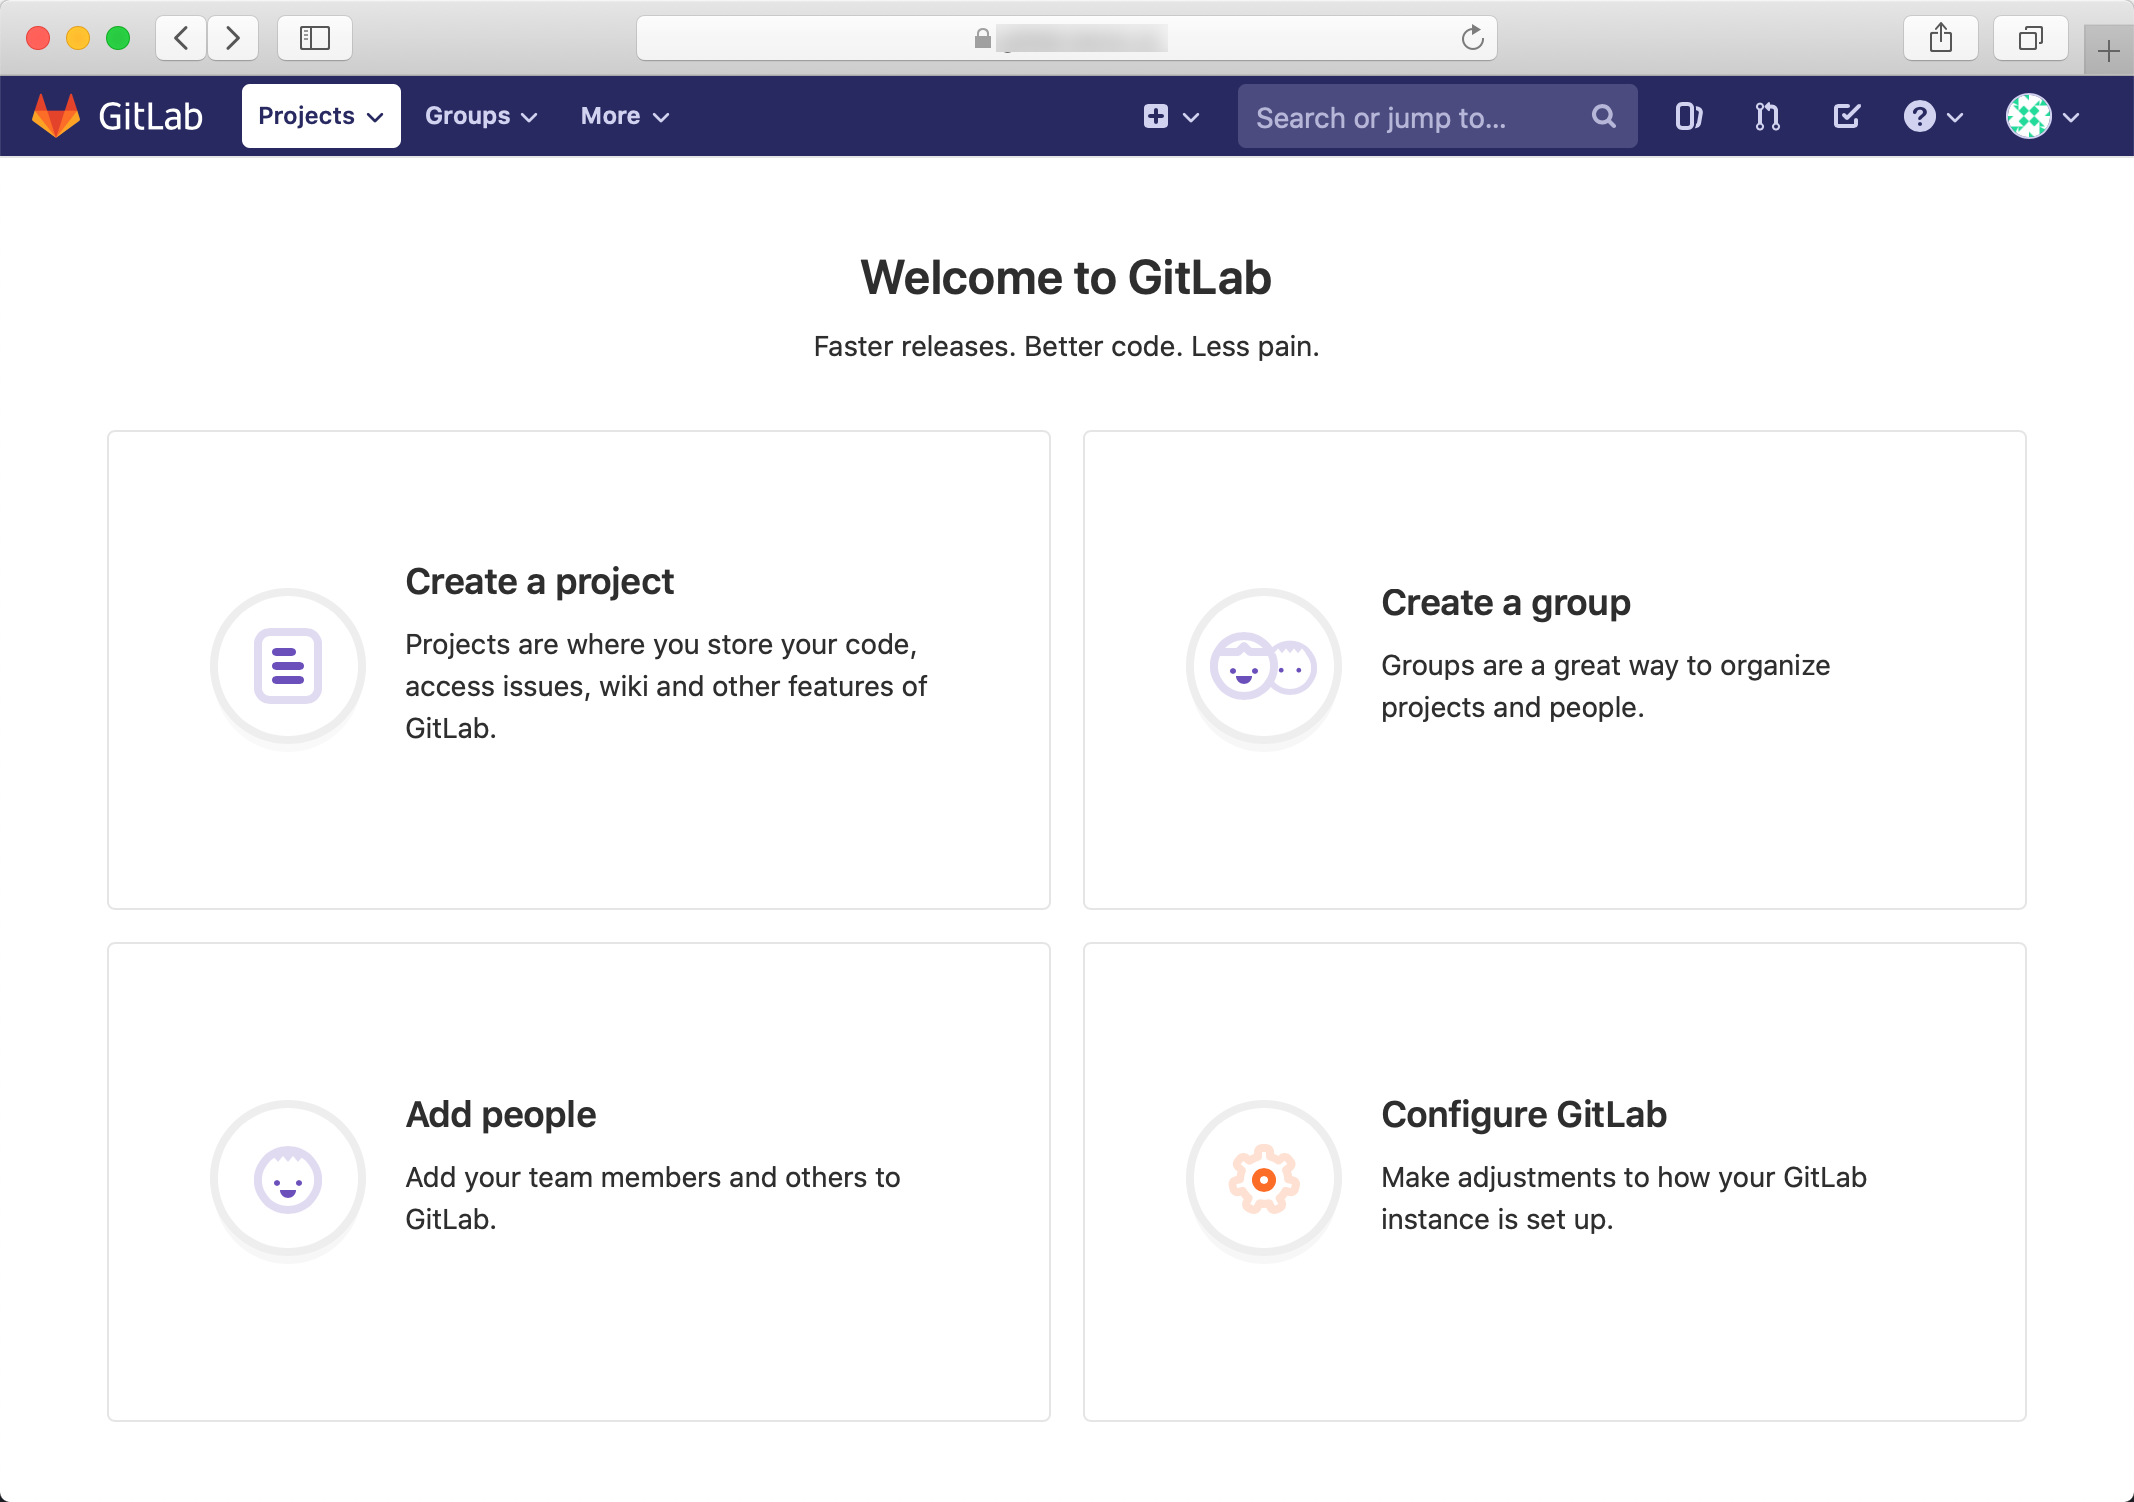 GitLab Projects Groups More Search or jump to...
Welcome to GitLab
Faster releases. Better code. Less pain.
Create a project
Projects are where you store your code,
access issues, wiki and other features of
GitLab.
Create a group
Groups are a great way to organize
projects and people.
Add people
Add your team members and others to
GitLab.
Configure GitLab
Make adjustments to how your GitLab
instance is set up.